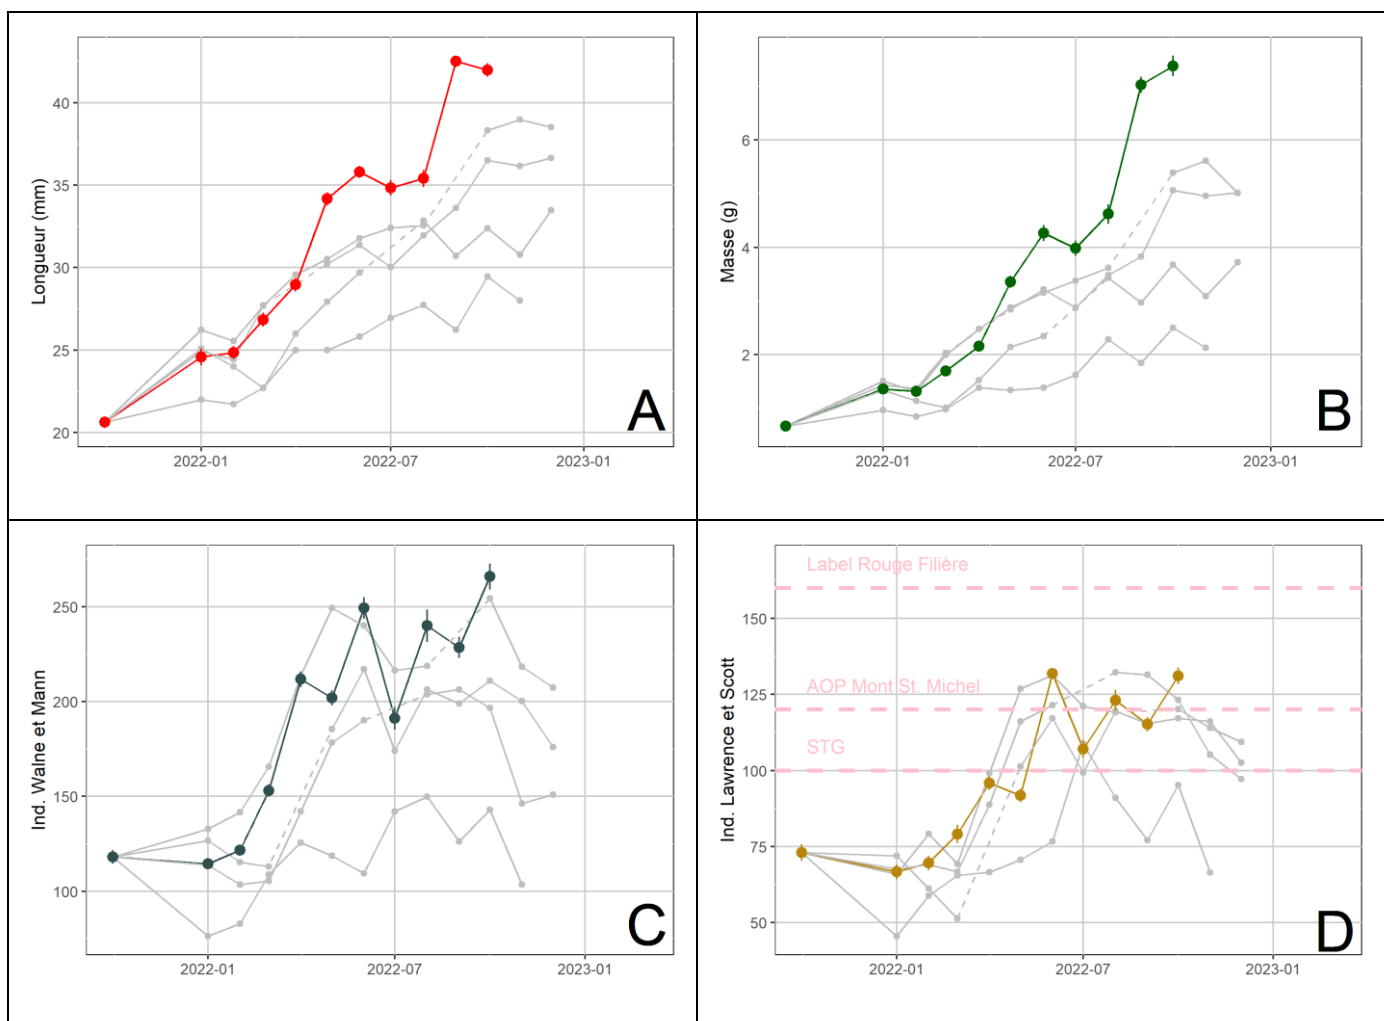 Longueur (mm)
40
35
30
25
20
2022-01
2022-07
2023-01
A
Masse (g)
6
4
2
2022-01
2022-07
2023-01
B
Ind. Walne et Mann
250
200
150
100
2022-01
2022-07
2023-01
C
Ind. Lawrence et Scott
Label Rouge Filière
150
AOP Mont St. Michel
125
STG
100
75
50
2022-01
2022-07
2023-01
D